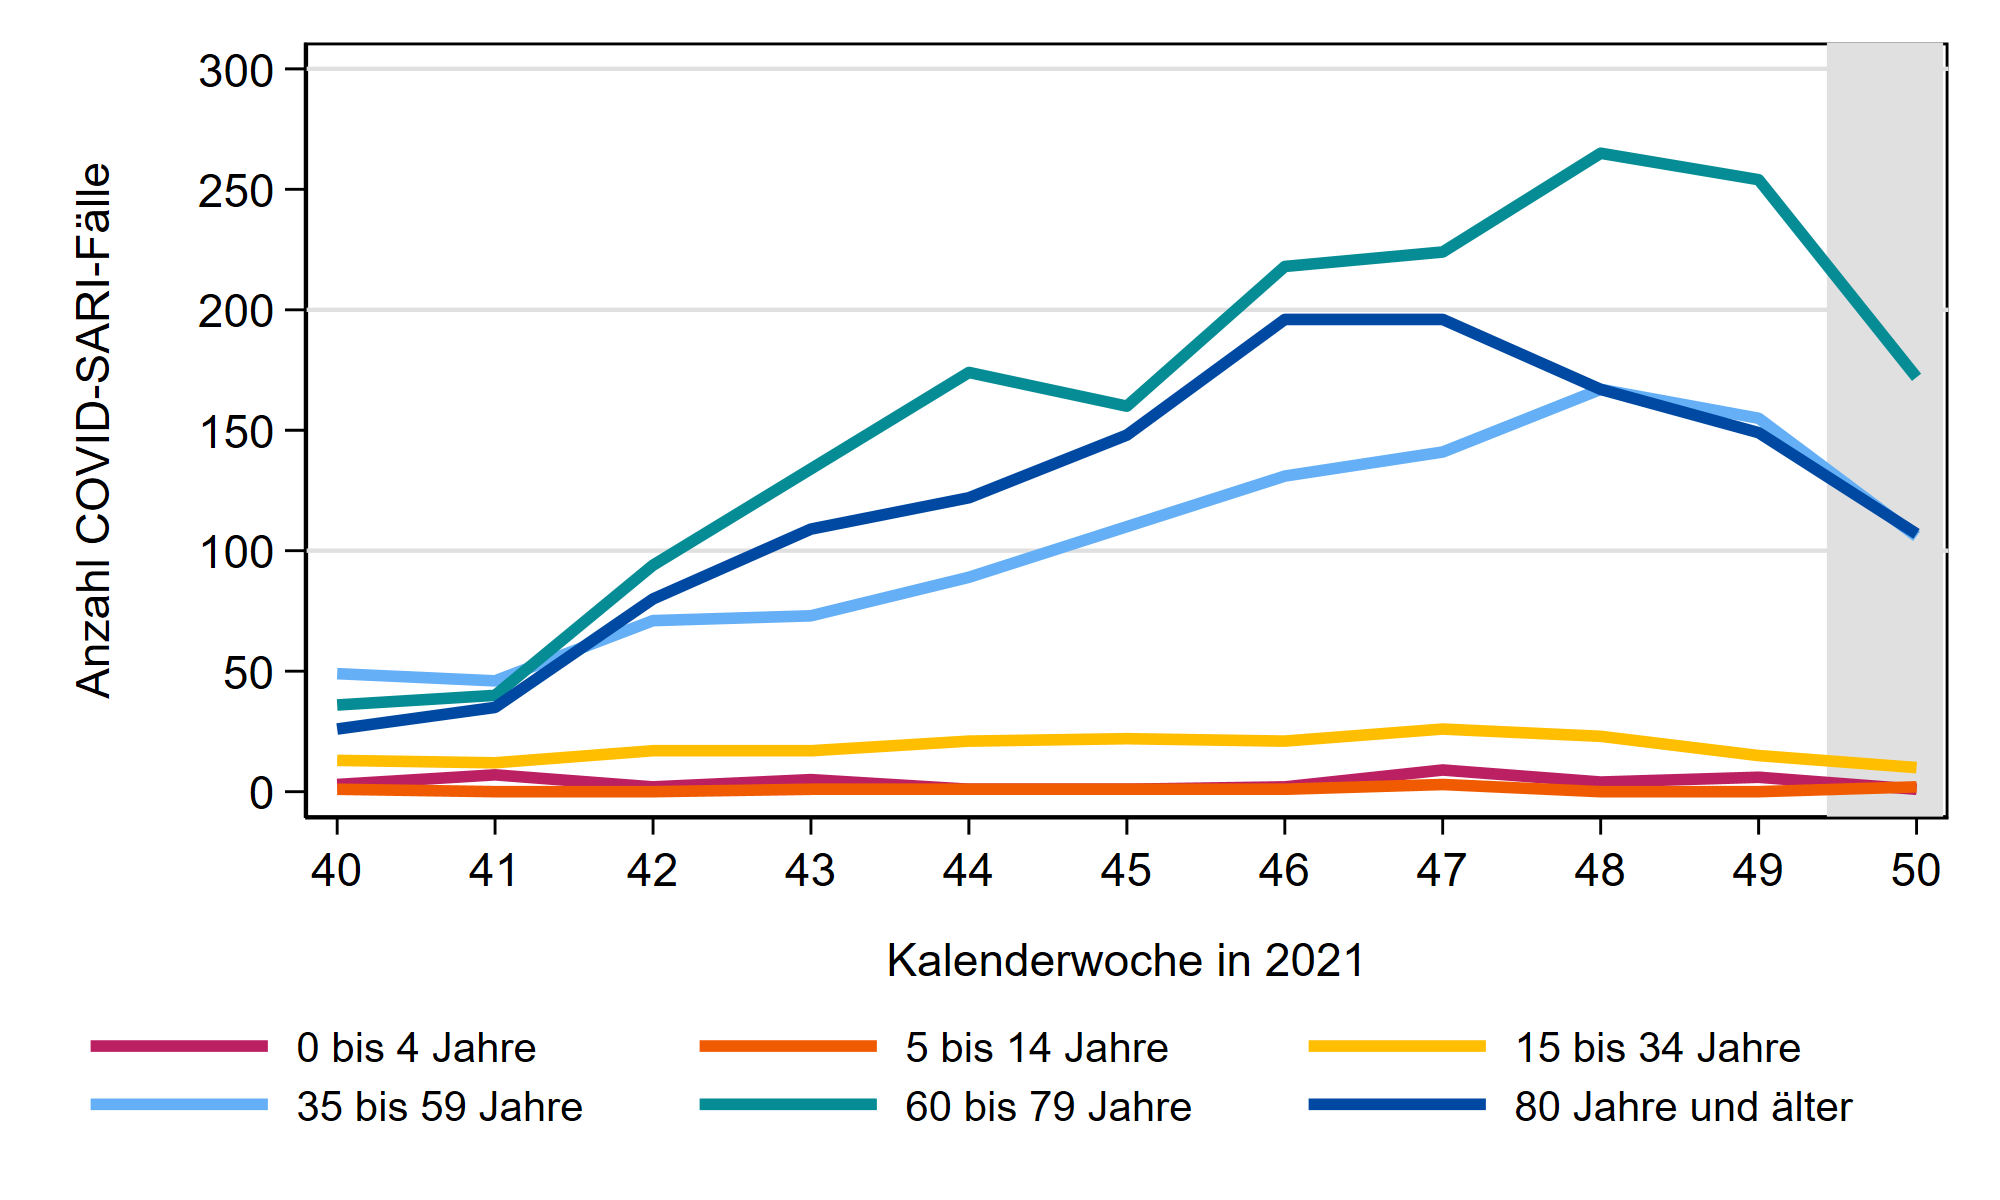 300
250
200
150
100
50
0
Anzahl COVID-SARI-Fälle
40 41 42 43 44 45 46 47 48 49 50
Kalenderwoche in 2021
0 bis 4 Jahre 5 bis 14 Jahre 15 bis 34 Jahre
35 bis 59 Jahre 60 bis 79 Jahre 80 Jahre und älter